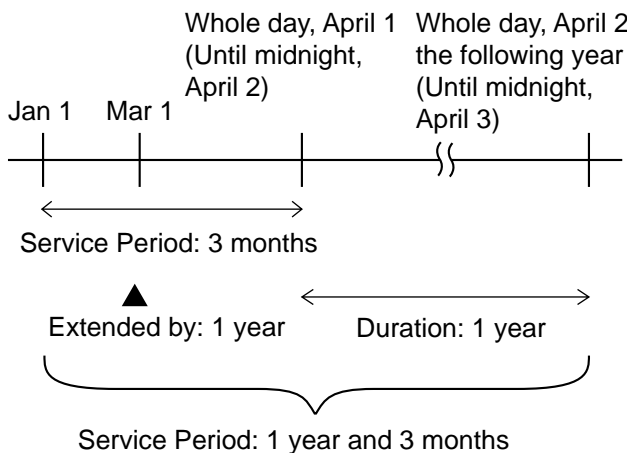 Whole day, April 1
(Until midnight,
April 2)
Whole day, April 2
the following year
(Until midnight,
April 3)
Jan 1
Mar 1
Service Period: 3 months
Extended by: 1 year
Duration: 1 year
Service Period: 1 year and 3 months